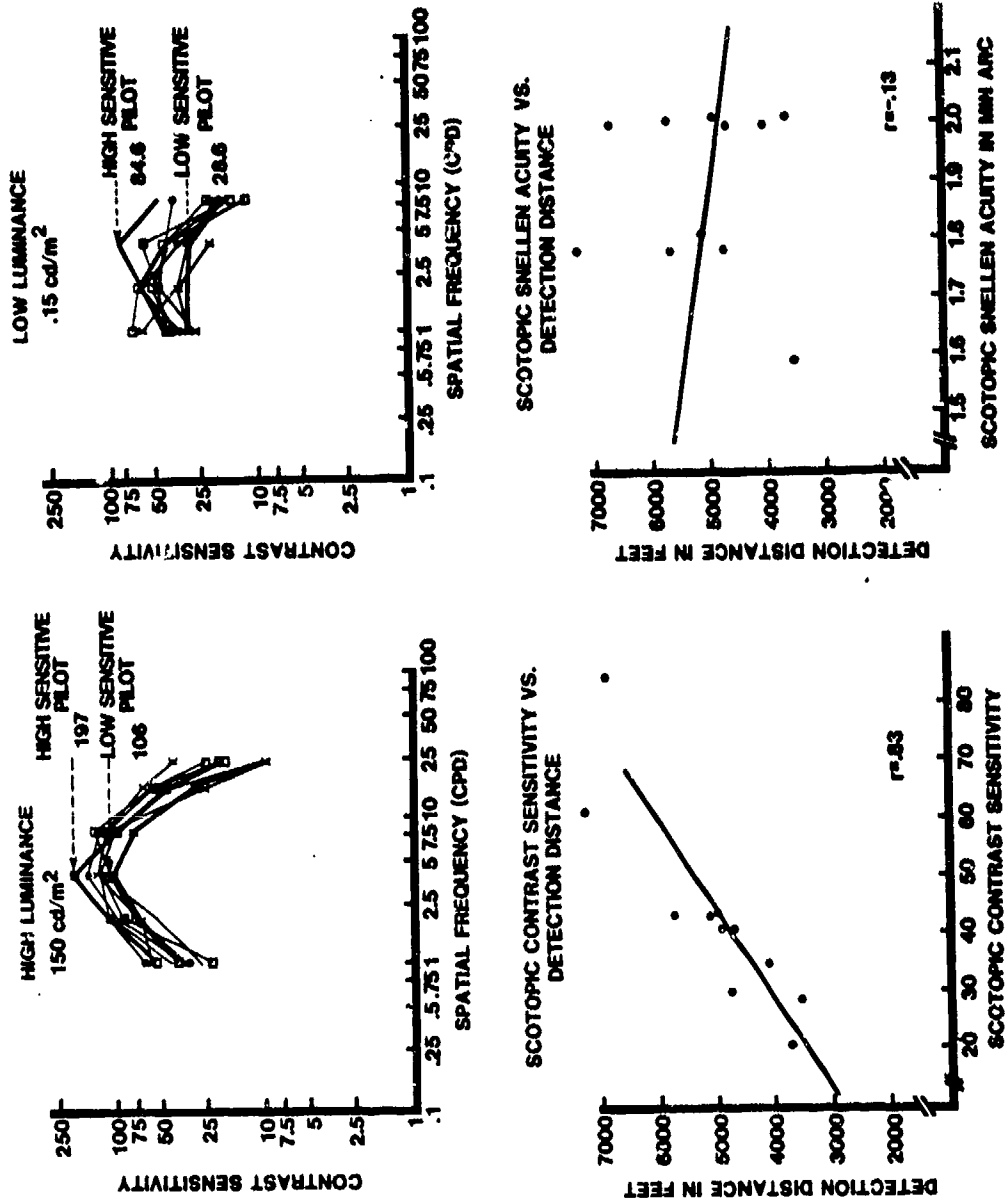 HIGH LUMINANCE
150 cd/m²
HIGH SENSITIVE
PILOT
197
LOW SENSITIVE
PILOT
106
CONTRAST SENSITIVITY
250
100
75
50
25
10
7.5
5
2.5
1
.1 .25 .5 .75 1 2.5 5 7.5 10 25 50 75 100
SPATIAL FREQUENCY (CPD)
LOW LUMINANCE
.15 cd/m²
HIGH SENSITIVE
PILOT
84.6
LOW SENSITIVE
PILOT
28.6
CONTRAST SENSITIVITY
250
100
75
50
25
10
7.5
5
2.5
1
.1 .25 .5 .75 1 2.5 5 7.5 10 25 50 75 100
SPATIAL FREQUENCY (CPD)
SCOTOPIC CONTRAST SENSITIVITY VS.
DETECTION DISTANCE
DETECTION DISTANCE IN FEET
7000
6000
5000
4000
3000
2000
r=.83
20 30 40 50 60 70 80
SCOTOPIC CONTRAST SENSITIVITY
SCOTOPIC SNELLEN ACUITY VS.
DETECTION DISTANCE
DETECTION DISTANCE IN FEET
7000
6000
5000
4000
3000
2000
r=-.13
1.5 1.6 1.7 1.8 1.9 2.0 2.1
SCOTOPIC SNELLEN ACUITY IN MIN ARC